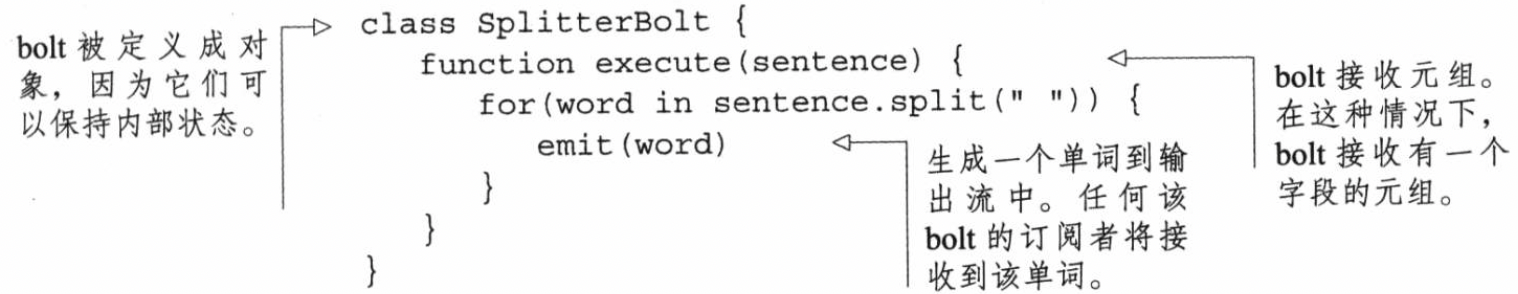 bolt 被定义成对
象，因为它们可
以保持内部状态。
class SplitterBolt {
function execute(sentence) {
for(word in sentence.split(" ")) {
emit(word)
}
}
}
bolt 接收元组。
在这种情况下，
bolt 接收有一个
字段的元组。
生成一个单词到输
出流中。任何该
bolt 的订阅者将接
收到该单词。